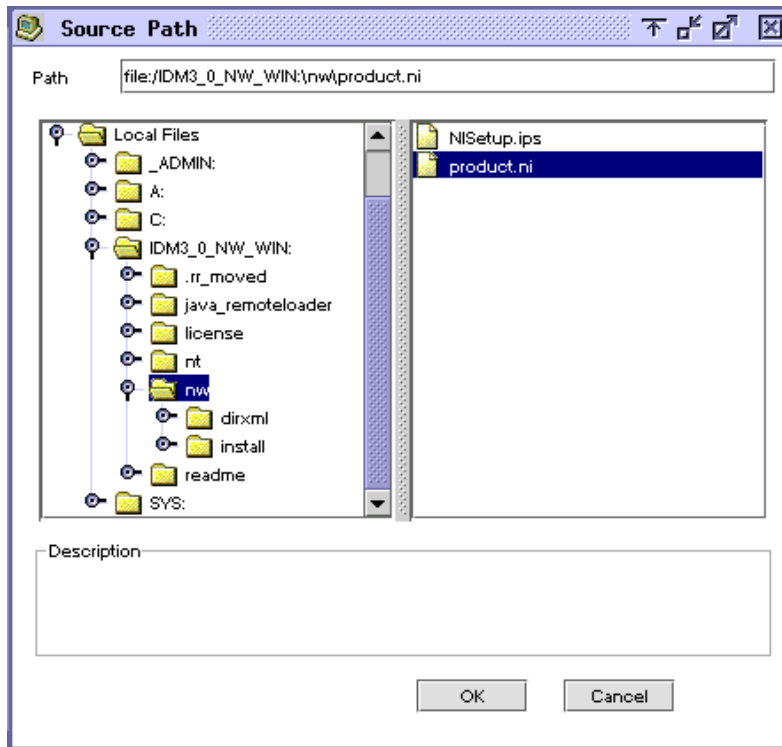 Source Path
Path
file:/IDM3_0_NW_WIN:\nw\product.ni
Local Files
_ADMIN:
A:
C:
IDM3_0_NW_WIN:
.rr_moved
java_remoteloader
license
nt
nw
dirxml
install
readme
SYS:
NISetup.ips
product.ni
Description
OK
Cancel